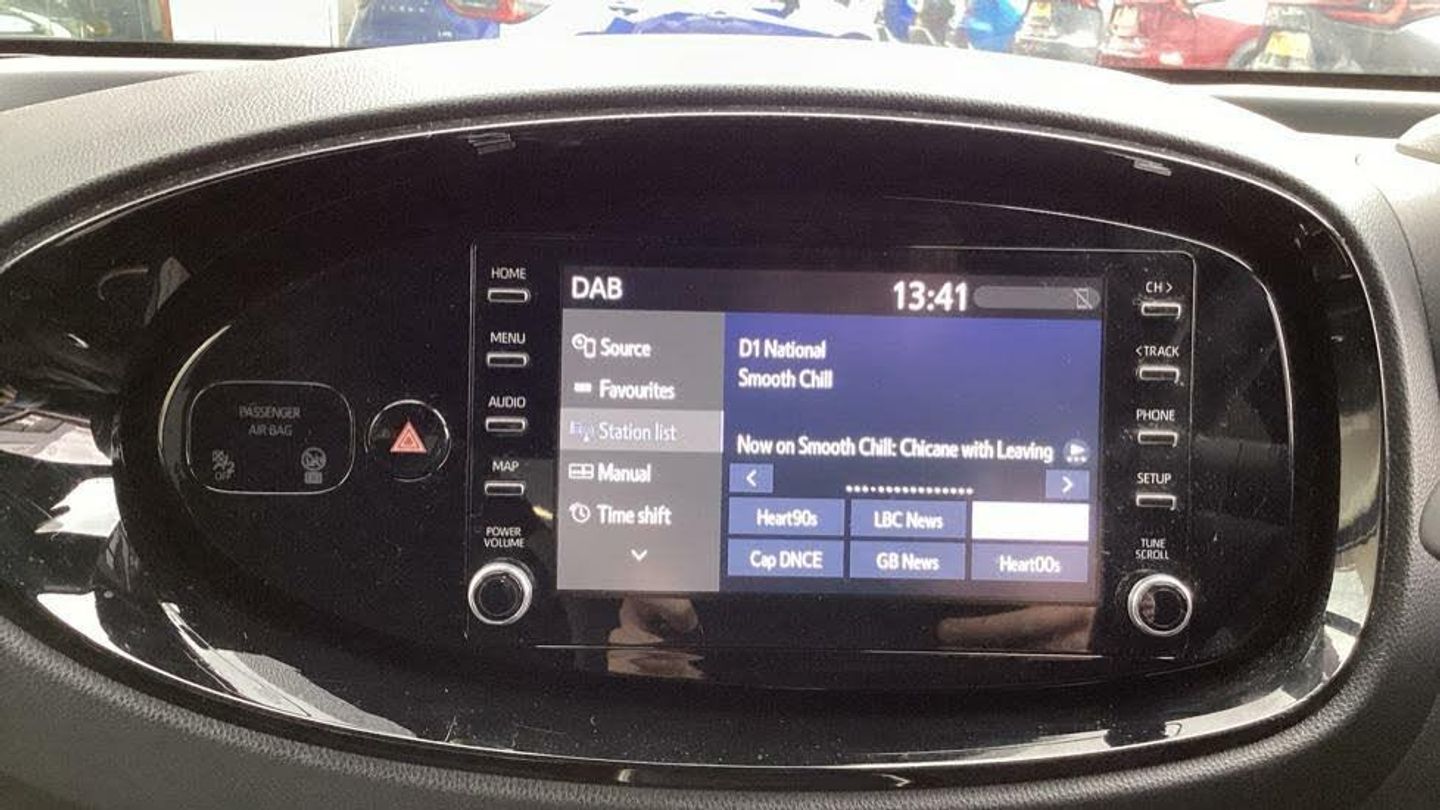 PASSENGER
AIR BAG
OFF
HOME
MENU
AUDIO
MAP
POWER
VOLUME
DAB
13:41
Source
Favourites
Station list
Manual
Time shift
D1 National
Smooth Chill
Now on Smooth Chill: Chicane with Leaving
<
>
Heart90s
LBC News
Cap DNCE
GB News
Heart00s
CH >
< TRACK
PHONE
SETUP
TUNE
SCROLL